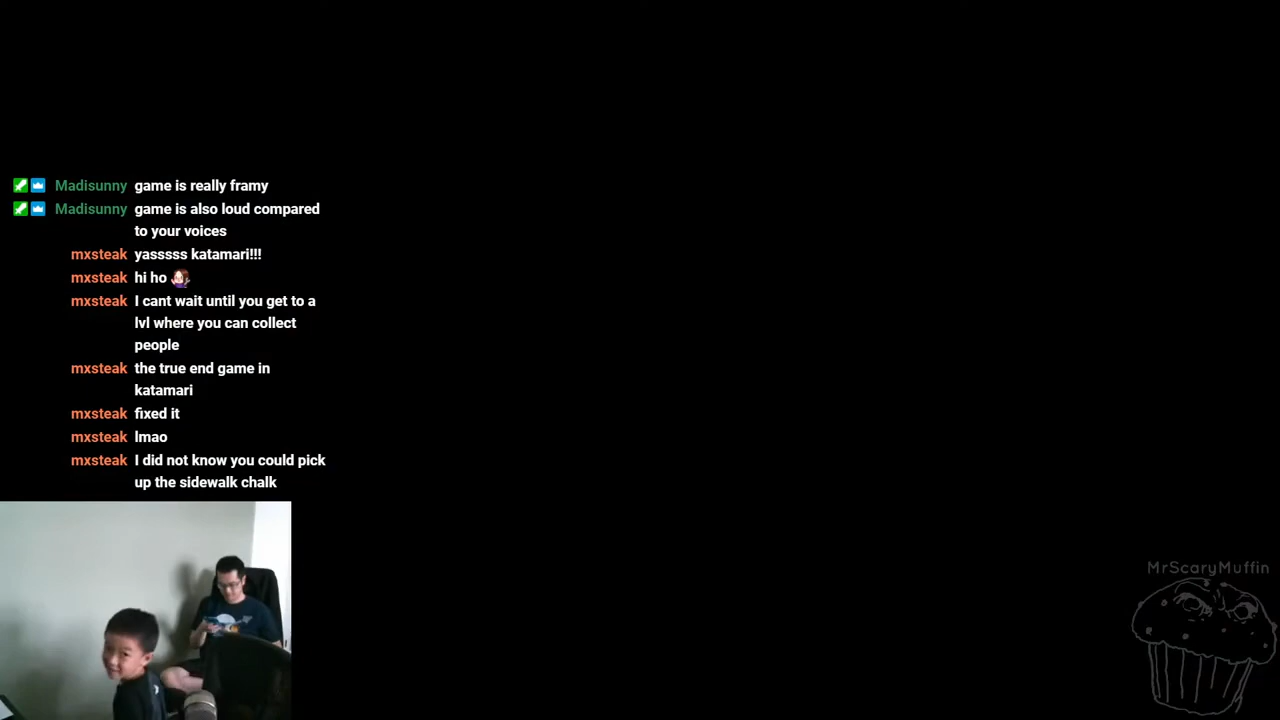 Madisunny game is really framy
Madisunny game is also loud compared
to your voices
mxsteak yasssss katamari!!!
mxsteak hi ho
mxsteak I cant wait until you get to a
lvl where you can collect
people
mxsteak the true end game in
katamari
mxsteak fixed it
mxsteak lmao
mxsteak I did not know you could pick
up the sidewalk chalk
MrScaryMuffin